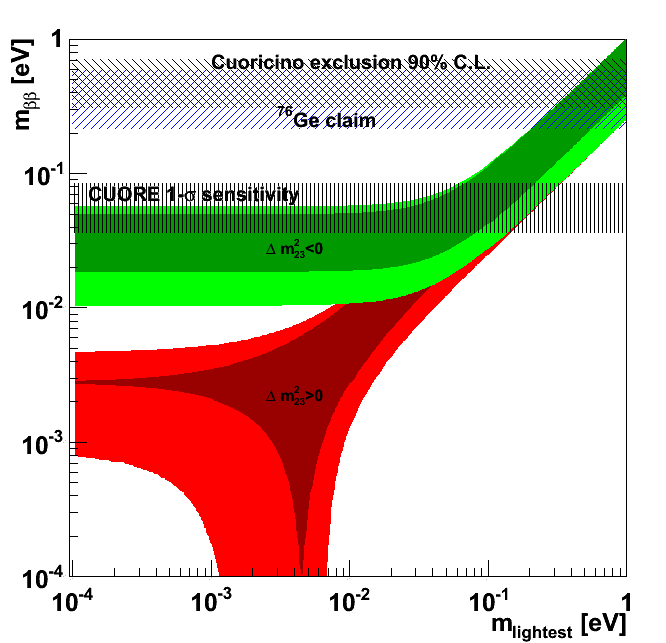 m_ββ [eV]
1
Cuoricino exclusion 90% C.L.
⁷⁶Ge claim
10⁻¹
CUORE 1-σ sensitivity
Δ m²₂₃<0
10⁻²
Δ m²₂₃>0
10⁻³
10⁻⁴
10⁻⁴ 10⁻³ 10⁻² 10⁻¹ 1
m_lightest [eV]